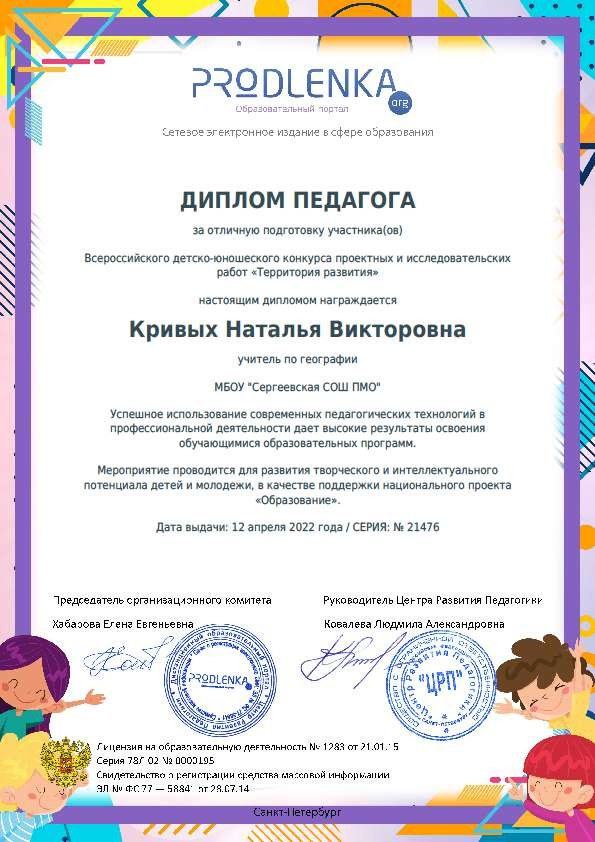 PRODLENKA
.org
Образовательный портал
Сетевое электронное издание в сфере образования
ДИПЛОМ ПЕДАГОГА
за отличную подготовку участника(ов)
Всероссийского детско-юношеского конкурса проектных и исследовательских
работ «Территория развития»
настоящим дипломом награждается
Кривых Наталья Викторовна
учитель по географии
МБОУ "Сергеевская СОШ ПМО"
Успешное использование современных педагогических технологий в
профессиональной деятельности дает высокие результаты освоения
обучающимися образовательных программ.
Мероприятие проводится для развития творческого и интеллектуального
потенциала детей и молодежи, в качестве поддержки национального проекта
«Образование».
Дата выдачи: 12 апреля 2022 года / СЕРИЯ: № 21476
Председатель организационного комитета
Хабарова Елена Евгеньевна
Руководитель Центра Развития Педагогики
Ковалева Людмила Александровна
PRODLENKA
Центр Развития Педагогики
"ЦРП"
Лицензия на образовательную деятельность № 1283 от 21.01.15
Серия 78Л02 № 0000195
Свидетельство о регистрации средства массовой информации
ЭЛ № ФС 77 — 58841 от 28.07.14
Санкт-Петербург